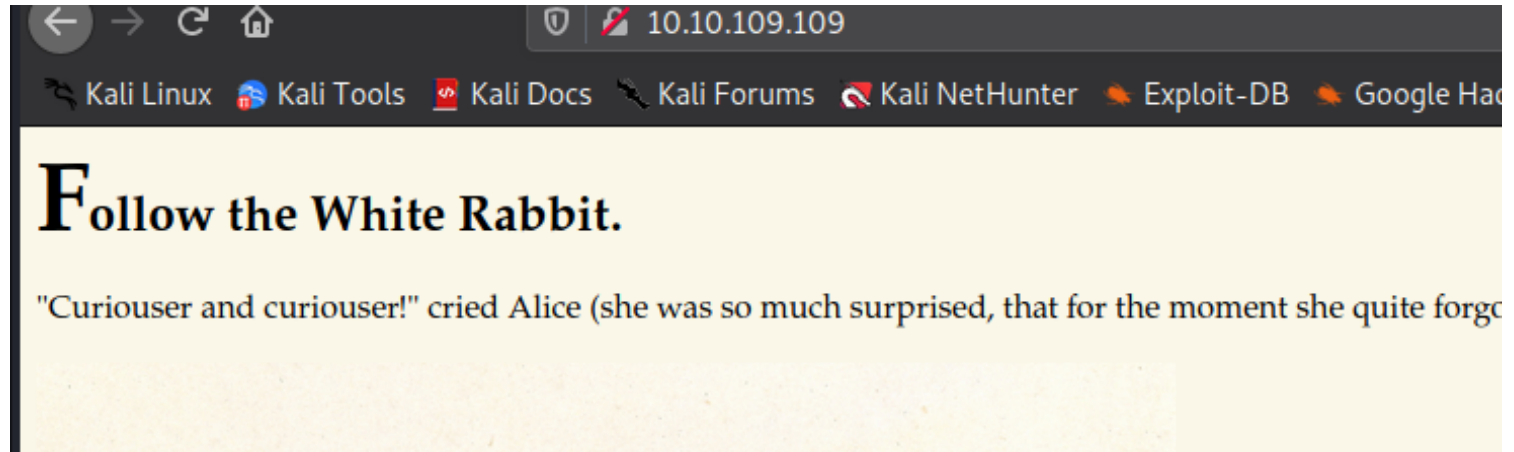 10.10.109.109
Kali Linux Kali Tools Kali Docs Kali Forums Kali NetHunter Exploit-DB Google Hac
Follow the White Rabbit.
"Curiouser and curiouser!" cried Alice (she was so much surprised, that for the moment she quite forgo